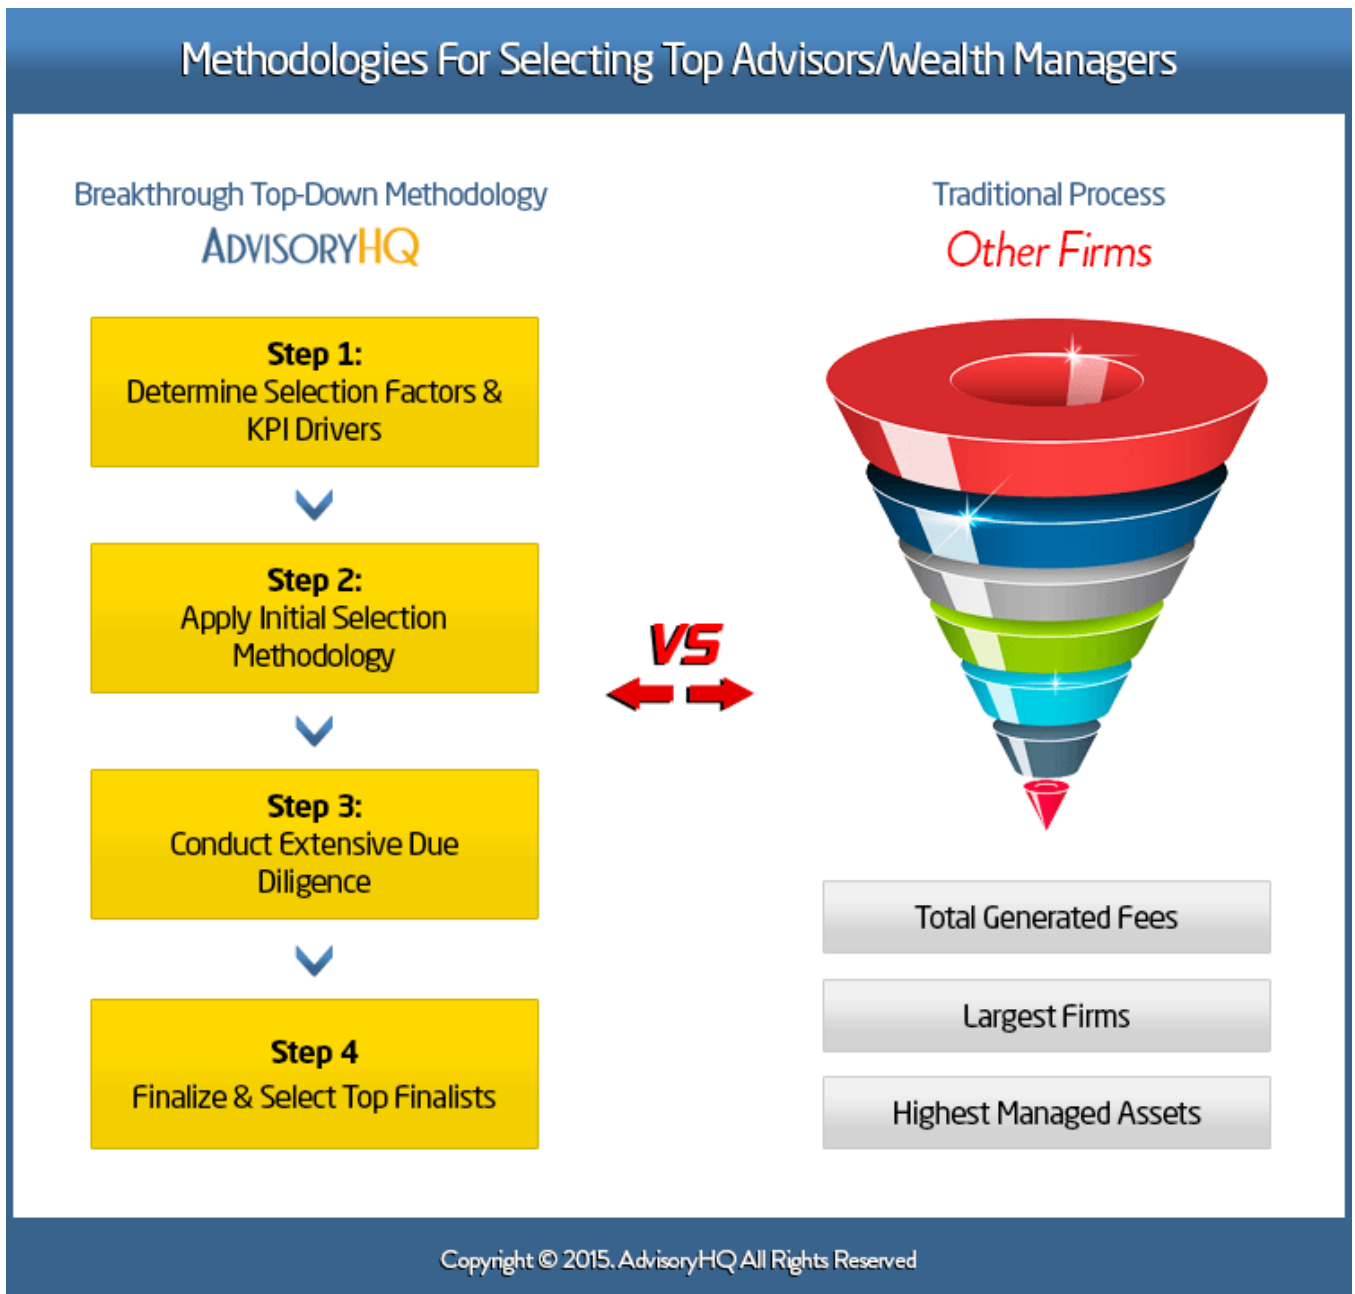 Methodologies For Selecting Top Advisors/Wealth Managers
Breakthrough Top-Down Methodology
ADVISORYHQ
Step 1:
Determine Selection Factors &
KPI Drivers
Step 2:
Apply Initial Selection
Methodology
Step 3:
Conduct Extensive Due
Diligence
Step 4
Finalize & Select Top Finalists
VS
Traditional Process
Other Firms
Total Generated Fees
Largest Firms
Highest Managed Assets
Copyright © 2015. AdvisoryHQ All Rights Reserved